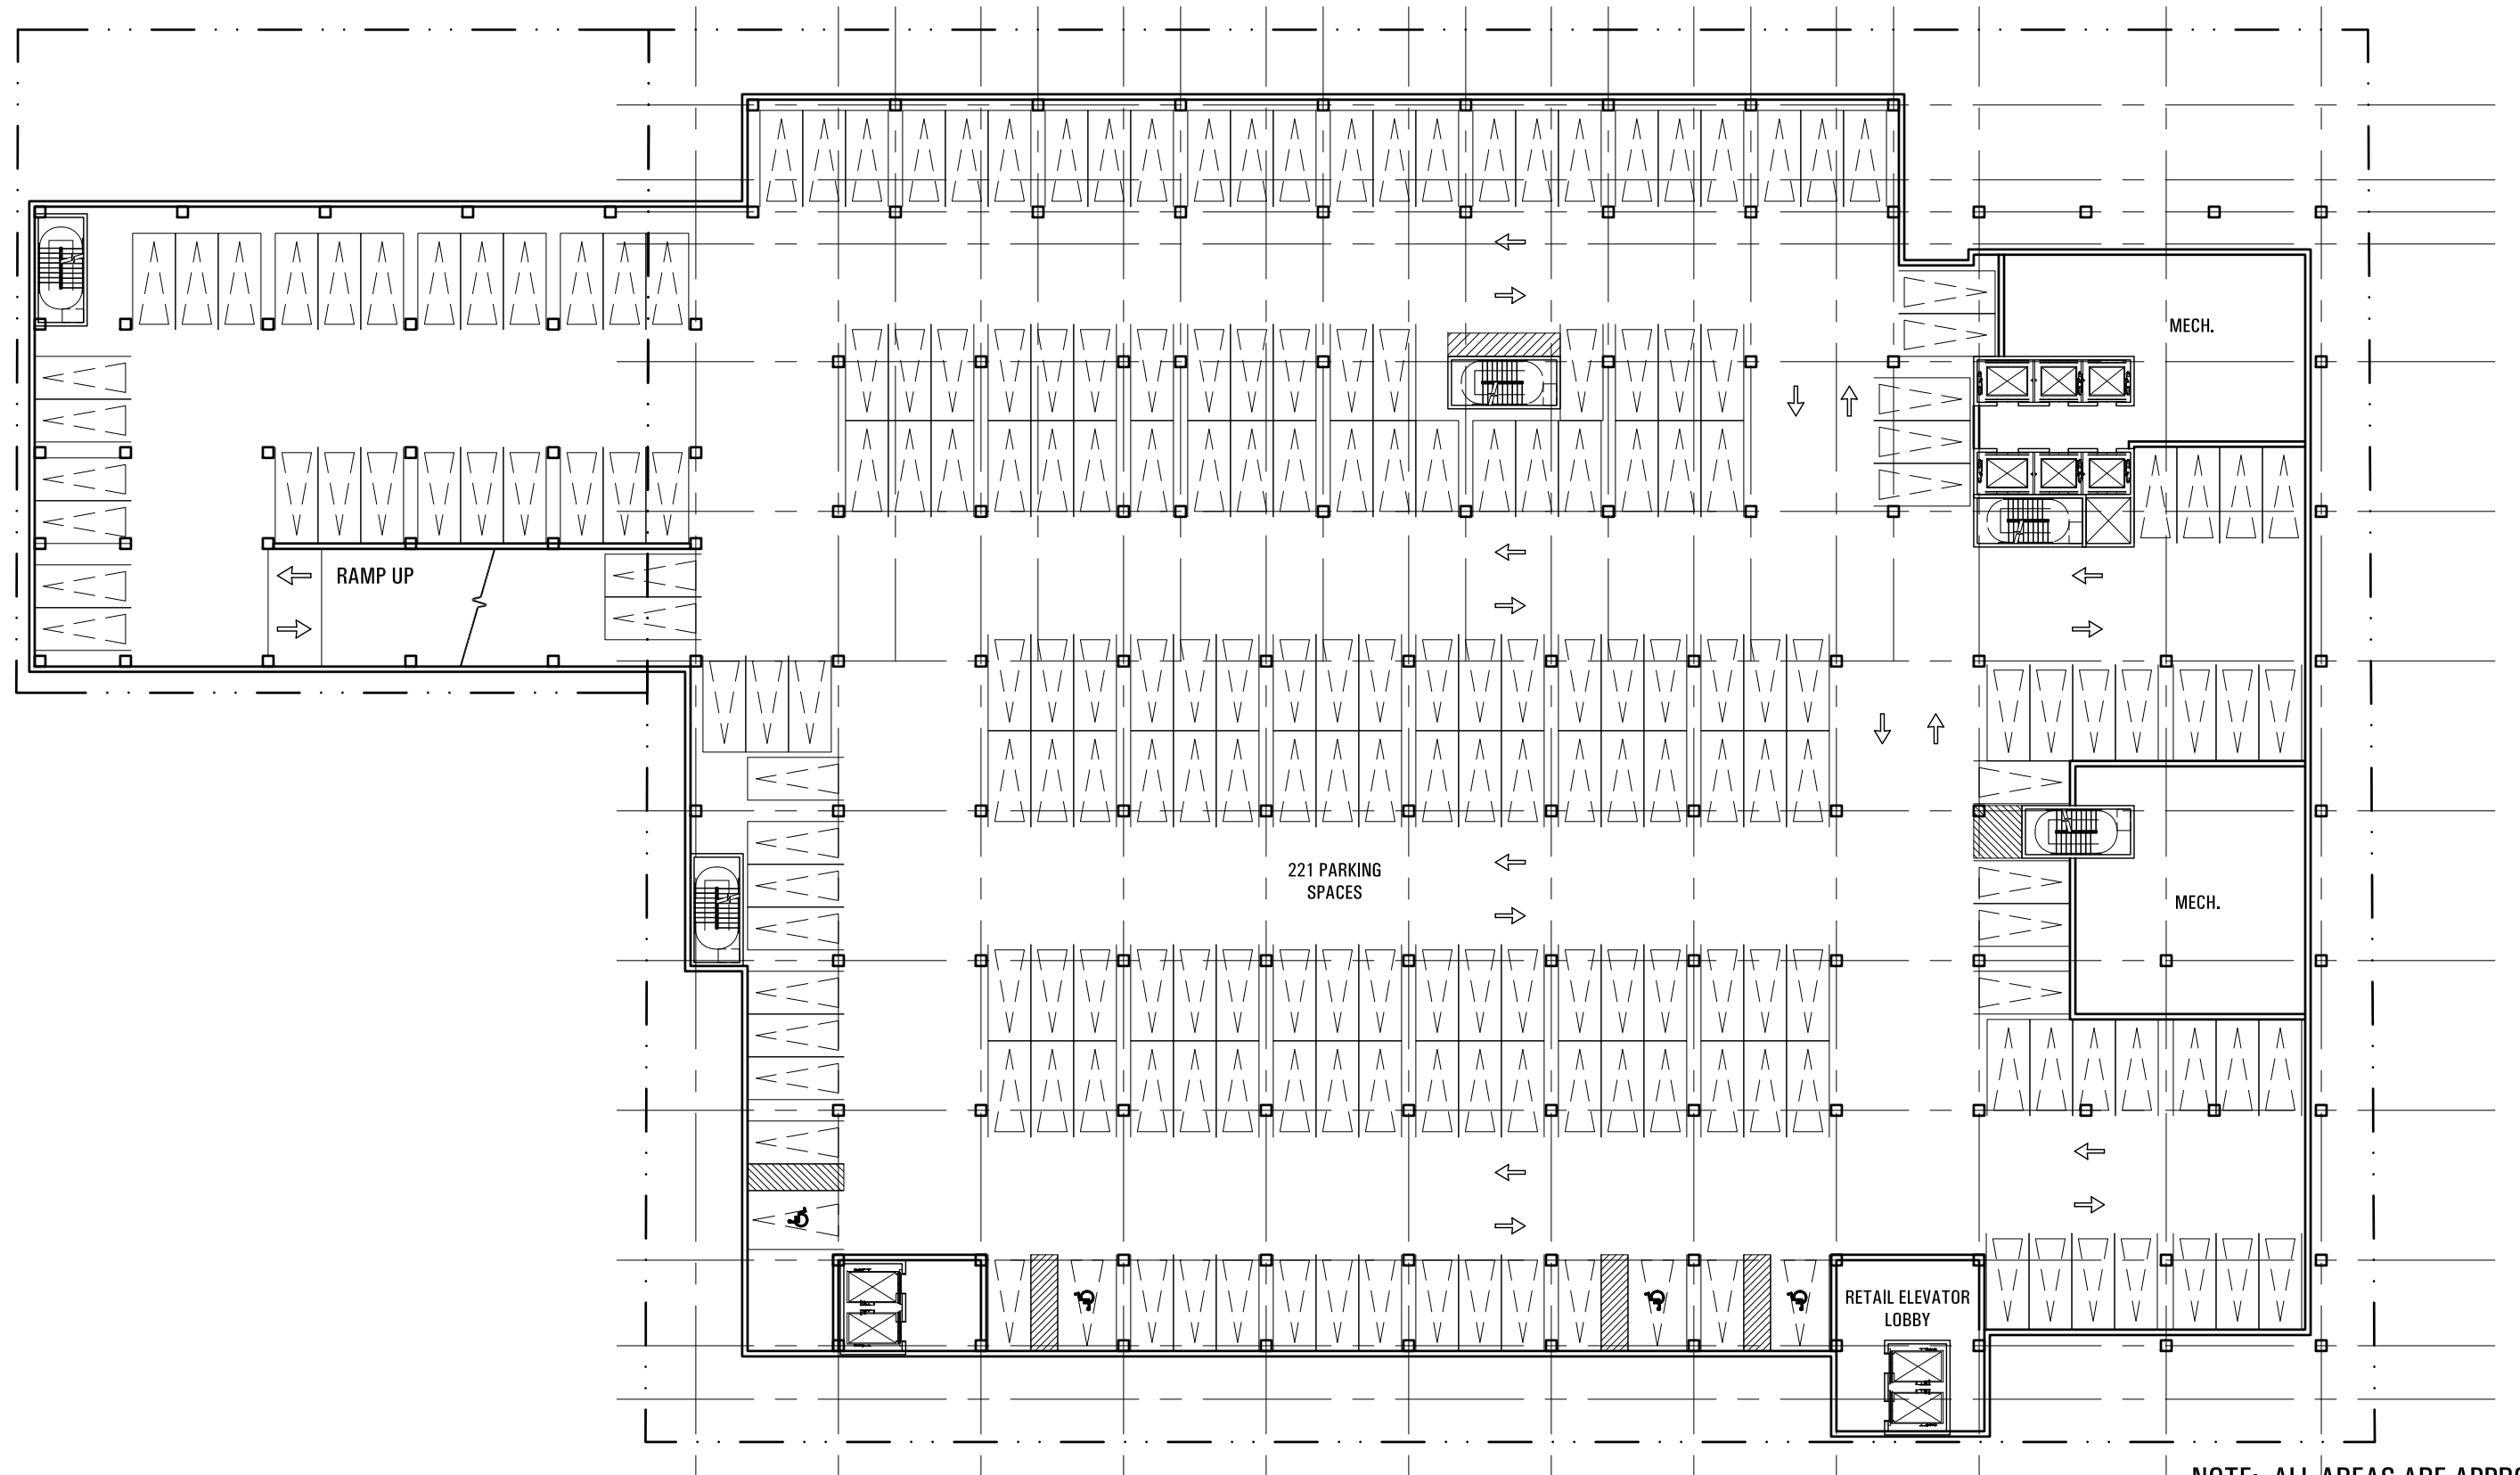 MECH.
RAMP UP
221 PARKING
SPACES
MECH.
RETAIL ELEVATOR
LOBBY
NOTE: ALL AREAS ARE